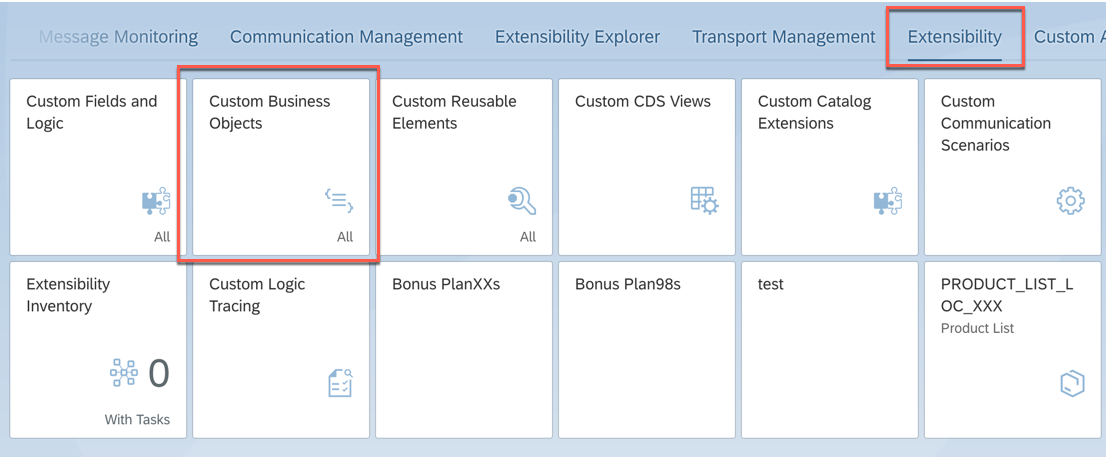 Message Monitoring Communication Management Extensibility Explorer Transport Management Extensibility Custom A
Custom Fields and
Logic
All
Custom Business
Objects
All
Custom Reusable
Elements
All
Custom CDS Views
Custom Catalog
Extensions
Custom
Communication
Scenarios
Extensibility
Inventory
0
With Tasks
Custom Logic
Tracing
Bonus PlanXXs
Bonus Plan98s
test
PRODUCT_LIST_L
OC_XXX
Product List